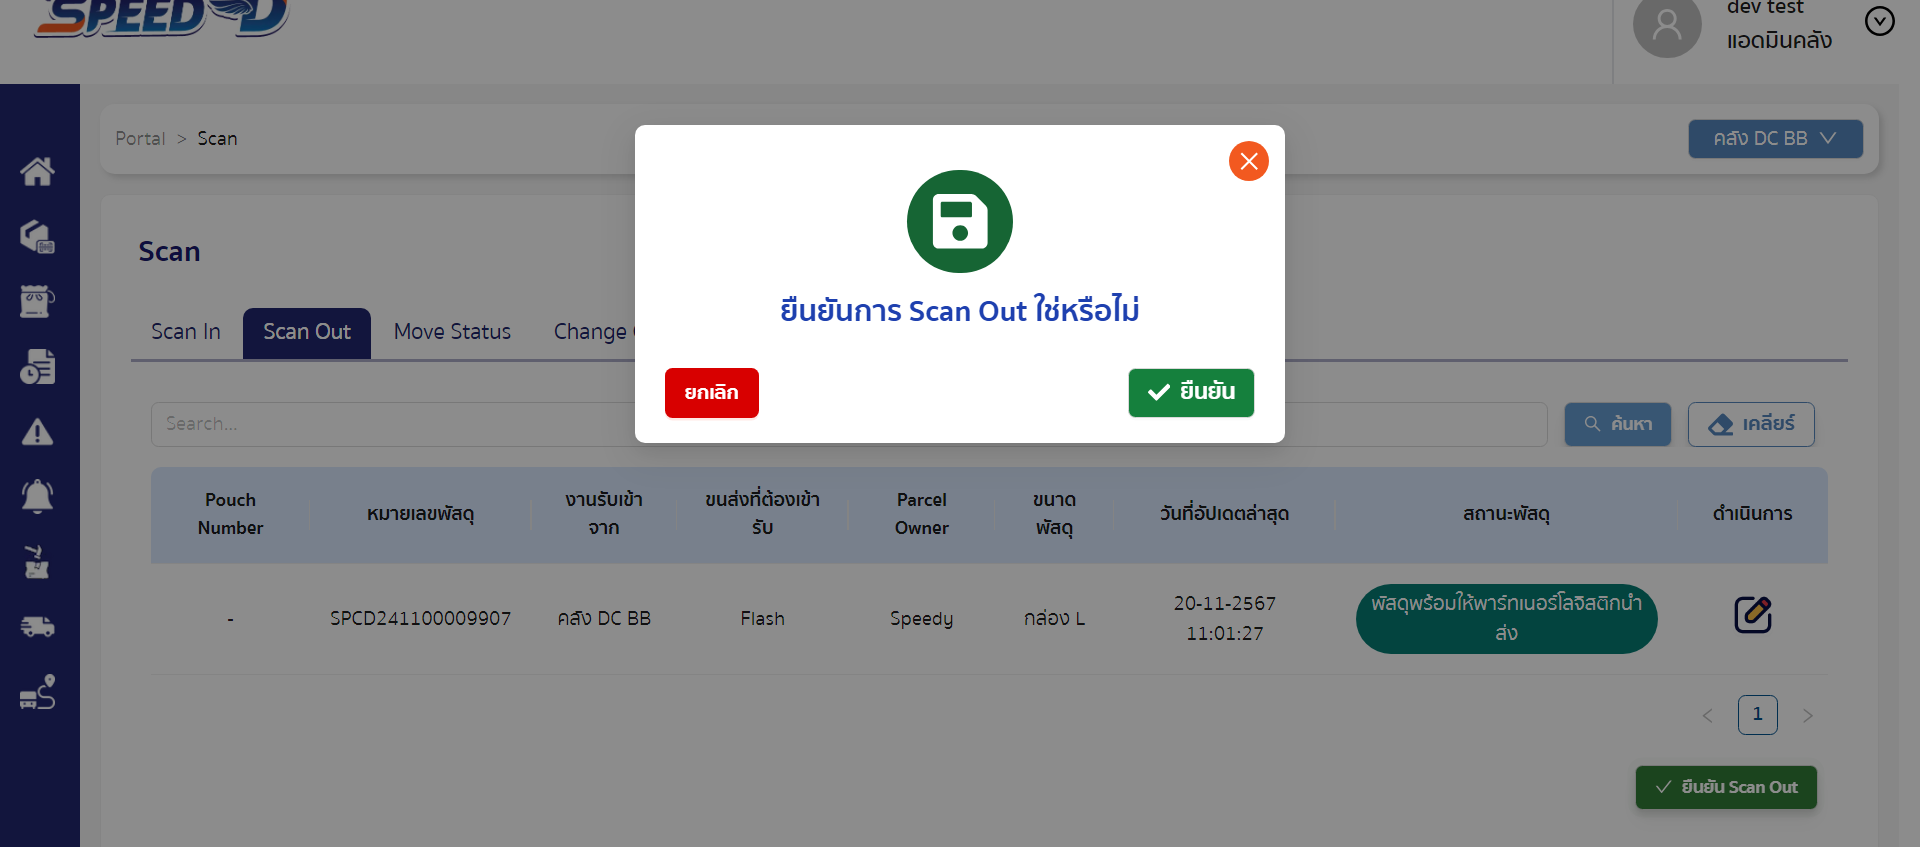 SPEED D
dev test
แอดมินคลัง
Portal > Scan
คลัง DC BB
Scan
Scan In
Scan Out
Move Status
Change
ยืนยันการ Scan Out ใช่หรือไม่
ยกเลิก
ยืนยัน
Search...
ค้นหา
เคลียร์
Pouch
Number
หมายเลขพัสดุ
งานรับเข้า
จาก
ขนส่งที่ต้องเข้า
รับ
Parcel
Owner
ขนาด
พัสดุ
วันที่อัปเดตล่าสุด
สถานะพัสดุ
ดำเนินการ
-
SPCD241100009907
คลัง DC BB
Flash
Speedy
กล่อง L
20-11-2567
11:01:27
พัสดุพร้อมให้พาร์ทเนอร์โลจิสติกนำ
ส่ง
< 1 >
ยืนยัน Scan Out